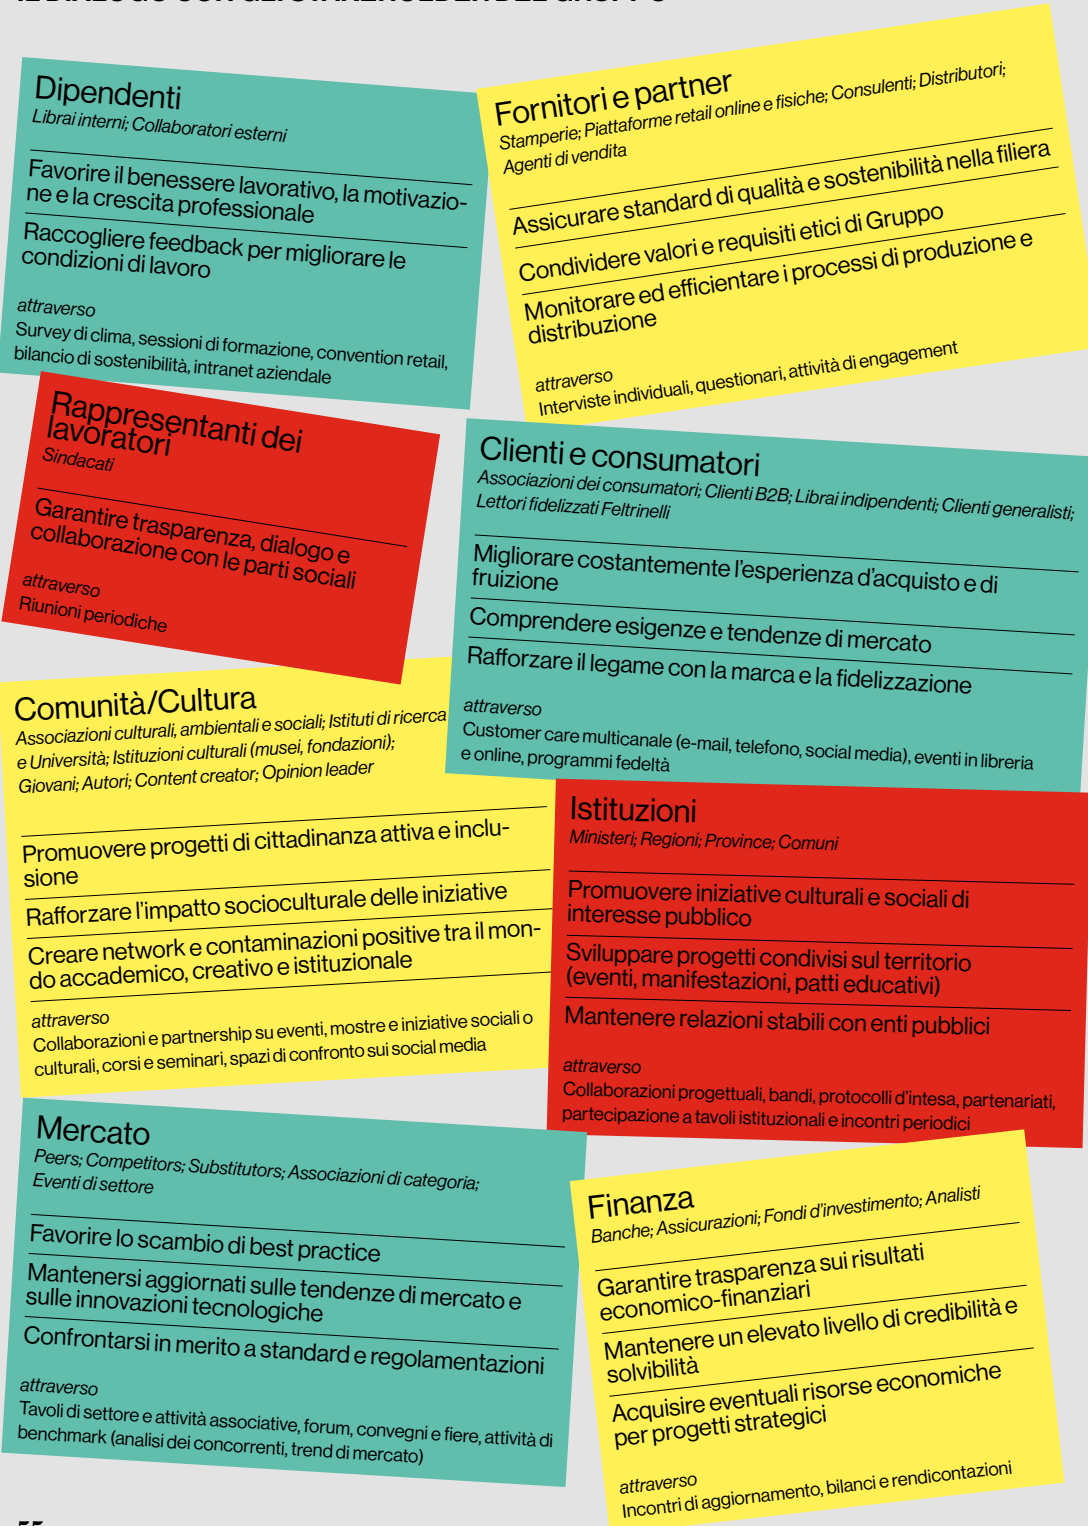 IL DIALOGO CON GLI STAKEHOLDER DEL GRUPPO
Dipendenti
Librai interni; Collaboratori esterni
Favorire il benessere lavorativo, la motivazio-
ne e la crescita professionale
Raccogliere feedback per migliorare le
condizioni di lavoro
attraverso
Survey di clima, sessioni di formazione, convention retail,
bilancio di sostenibilità, intranet aziendale
Fornitori e partner
Stamperie; Piattaforme retail online e fisiche; Consulenti; Distributori;
Agenti di vendita
Assicurare standard di qualità e sostenibilità nella filiera
Condividere valori e requisiti etici di Gruppo
Monitorare ed efficientare i processi di produzione e
distribuzione
attraverso
Interviste individuali, questionari, attività di engagement
Rappresentanti dei
lavoratori
Sindacati
Garantire trasparenza, dialogo e
collaborazione con le parti sociali
attraverso
Riunioni periodiche
Clienti e consumatori
Associazioni dei consumatori; Clienti B2B; Librai indipendenti; Clienti generalisti;
Lettori fidelizzati Feltrinelli
Migliorare costantemente l'esperienza d'acquisto e di
fruizione
Comprendere esigenze e tendenze di mercato
Rafforzare il legame con la marca e la fidelizzazione
attraverso
Customer care multicanale (e-mail, telefono, social media), eventi in libreria
e online, programmi fedeltà
Comunità/Cultura
Associazioni culturali, ambientali e sociali; Istituti di ricerca
e Università; Istituzioni culturali (musei, fondazioni);
Giovani; Autori; Content creator; Opinion leader
Promuovere progetti di cittadinanza attiva e inclu-
sione
Rafforzare l'impatto socioculturale delle iniziative
Creare network e contaminazioni positive tra il mon-
do accademico, creativo e istituzionale
attraverso
Collaborazioni e partnership su eventi, mostre e iniziative sociali o
culturali, corsi e seminari, spazi di confronto sui social media
Istituzioni
Ministeri; Regioni; Province; Comuni
Promuovere iniziative culturali e sociali di
interesse pubblico
Sviluppare progetti condivisi sul territorio
(eventi, manifestazioni, patti educativi)
Mantenere relazioni stabili con enti pubblici
attraverso
Collaborazioni progettuali, bandi, protocolli d'intesa, partenariati,
partecipazione a tavoli istituzionali e incontri periodici
Mercato
Peers; Competitors; Substitutors; Associazioni di categoria;
Eventi di settore
Favorire lo scambio di best practice
Mantenersi aggiornati sulle tendenze di mercato e
sulle innovazioni tecnologiche
Confrontarsi in merito a standard e regolamentazioni
attraverso
Tavoli di settore e attività associative, forum, convegni e fiere, attività di
benchmark (analisi dei concorrenti, trend di mercato)
Finanza
Banche; Assicurazioni; Fondi d'investimento; Analisti
Garantire trasparenza sui risultati
economico-finanziari
Mantenere un elevato livello di credibilità e
solvibilità
Acquisire eventuali risorse economiche
per progetti strategici
attraverso
Incontri di aggiornamento, bilanci e rendicontazioni